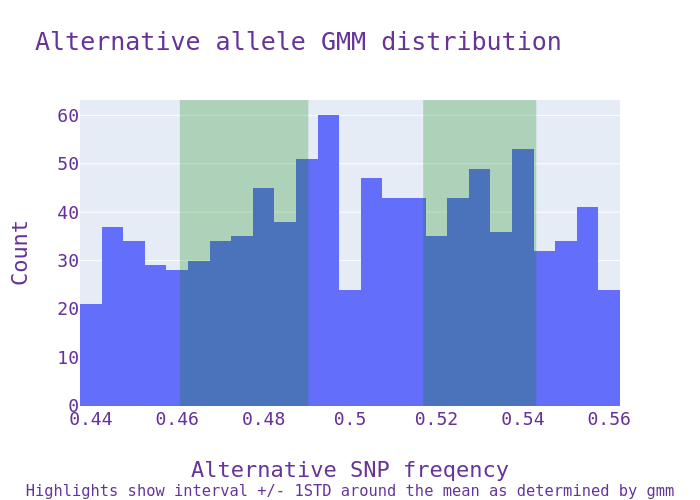 Alternative allele GMM distribution
60
50
40
30
20
10
0
Count
0.44 0.46 0.48 0.5 0.52 0.54 0.56
Alternative SNP freqency
Highlights show interval +/- 1STD around the mean as determined by gmm